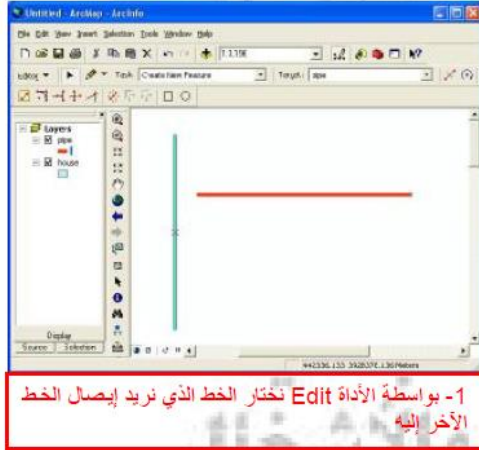 Untitled - ArcMap - ArcInfo
File Edit View Insert Selection Tools Window Help
Editor Task: Create New Feature Target: pipe
Layers
pipe
house
Display
Source Selection
1- بواسطة الأداة Edit نختار الخط الذي نريد إيصال الخط
الآخر إليه